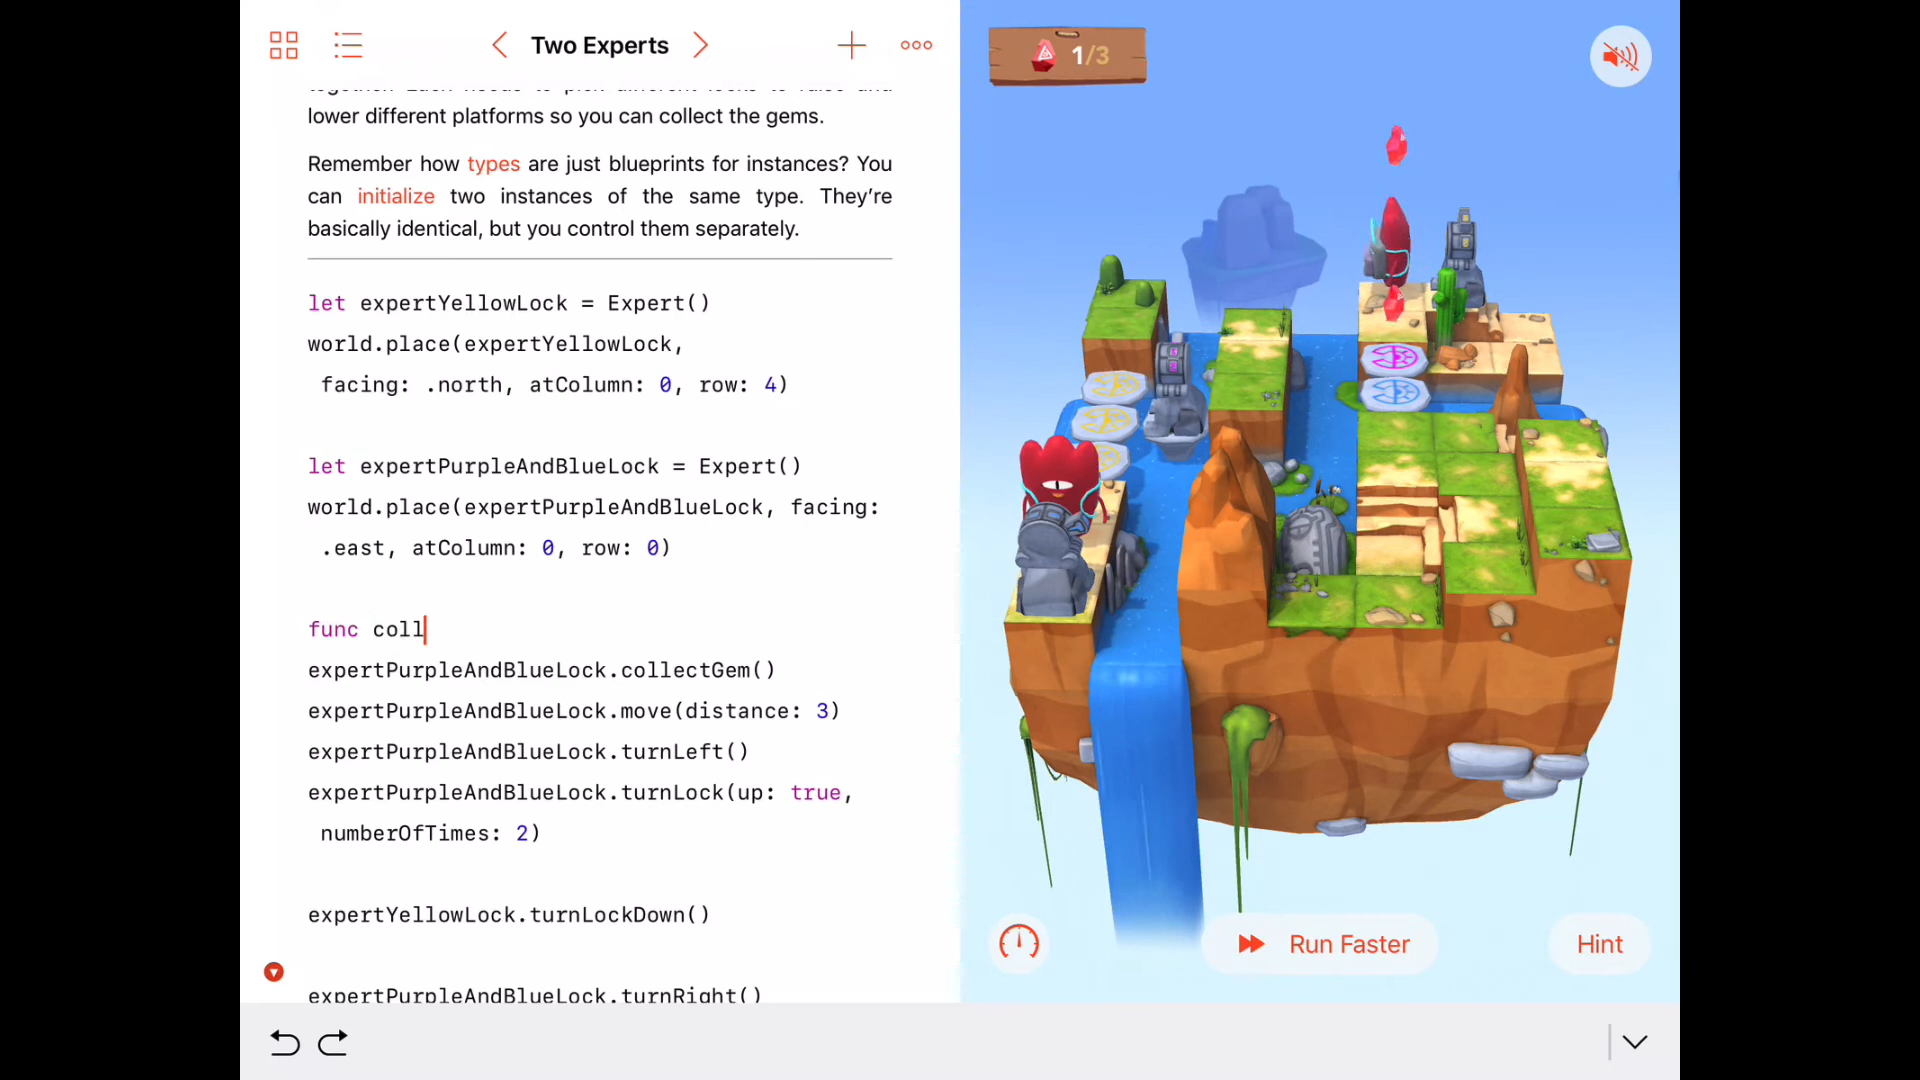 Two Experts
lower different platforms so you can collect the gems.
Remember how types are just blueprints for instances? You
can initialize two instances of the same type. They’re
basically identical, but you control them separately.
let expertYellowLock = Expert()
world.place(expertYellowLock,
facing: .north, atColumn: 0, row: 4)
let expertPurpleAndBlueLock = Expert()
world.place(expertPurpleAndBlueLock, facing:
.east, atColumn: 0, row: 0)
func coll
expertPurpleAndBlueLock.collectGem()
expertPurpleAndBlueLock.move(distance: 3)
expertPurpleAndBlueLock.turnLeft()
expertPurpleAndBlueLock.turnLock(up: true,
numberOfTimes: 2)
expertYellowLock.turnLockDown()
expertPurpleAndBlueLock.turnRight()
1/3
Run Faster
Hint